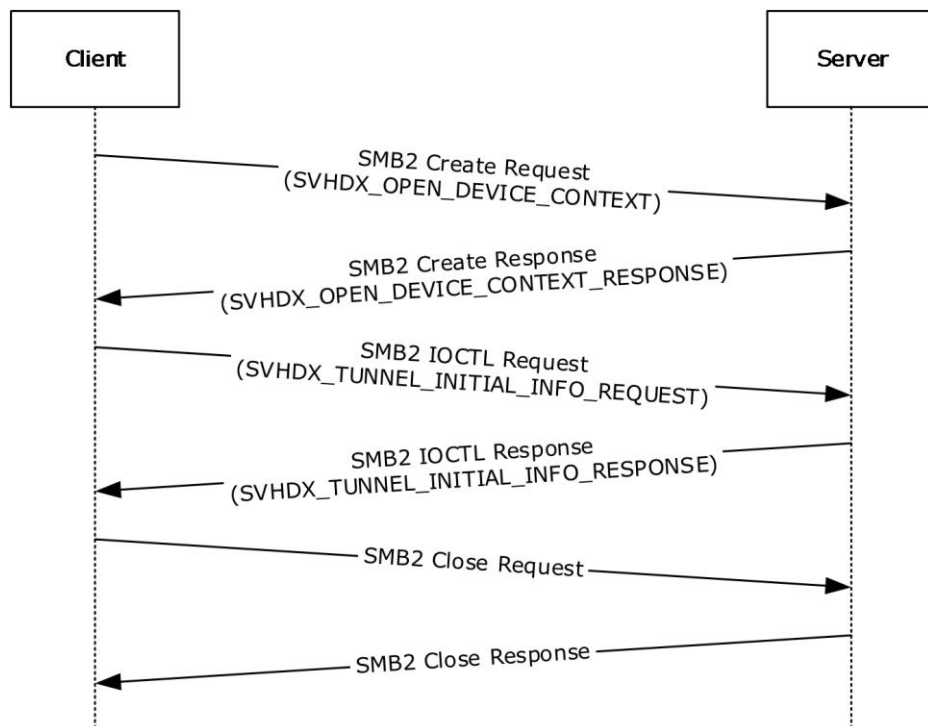 Client
Server
SMB2 Create Request
(SVHDX_OPEN_DEVICE_CONTEXT)
SMB2 Create Response
(SVHDX_OPEN_DEVICE_CONTEXT_RESPONSE)
SMB2 IOCTL Request
(SVHDX_TUNNEL_INITIAL_INFO_REQUEST)
SMB2 IOCTL Response
(SVHDX_TUNNEL_INITIAL_INFO_RESPONSE)
SMB2 Close Request
SMB2 Close Response